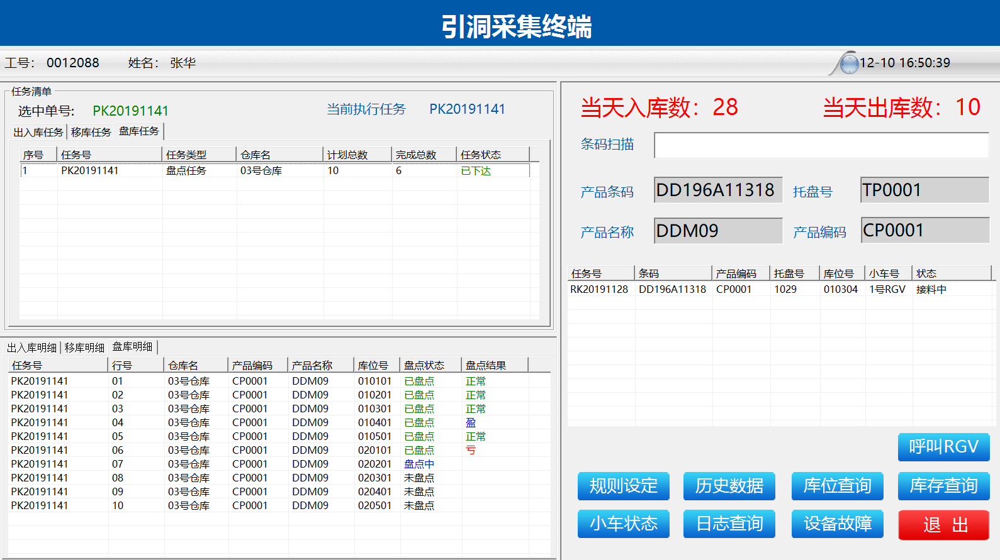 引洞采集终端
工号： 0012088 姓名： 张华 12-10 16:50:39
任务清单
选中单号: PK20191141 当前执行任务 PK20191141
出入库任务 移库任务 盘库任务
序号 任务号 任务类型 仓库名 计划总数 完成总数 任务状态
1 PK20191141 盘点任务 03号仓库 10 6 已下达
出入库明细 移库明细 盘库明细
任务号 行号 仓库名 产品编码 产品名称 库位号 盘点状态 盘点结果
PK20191141 01 03号仓库 CP0001 DDM09 010101 已盘点 正常
PK20191141 02 03号仓库 CP0001 DDM09 010201 已盘点 正常
PK20191141 03 03号仓库 CP0001 DDM09 010301 已盘点 正常
PK20191141 04 03号仓库 CP0001 DDM09 010401 已盘点 盈
PK20191141 05 03号仓库 CP0001 DDM09 010501 已盘点 正常
PK20191141 06 03号仓库 CP0001 DDM09 020101 已盘点 亏
PK20191141 07 03号仓库 CP0001 DDM09 020201 盘点中
PK20191141 08 03号仓库 CP0001 DDM09 020301 未盘点
PK20191141 09 03号仓库 CP0001 DDM09 020401 未盘点
PK20191141 10 03号仓库 CP0001 DDM09 020501 未盘点
当天入库数：28 当天出库数：10
条码扫描
产品条码 DD196A11318 托盘号 TP0001
产品名称 DDM09 产品编码 CP0001
任务号 条码 产品编码 托盘号 库位号 小车号 状态
RK20191128 DD196A11318 CP0001 1029 010304 1号RGV 接料中
呼叫RGV
规则设定 历史数据 库位查询 库存查询
小车状态 日志查询 设备故障 退 出